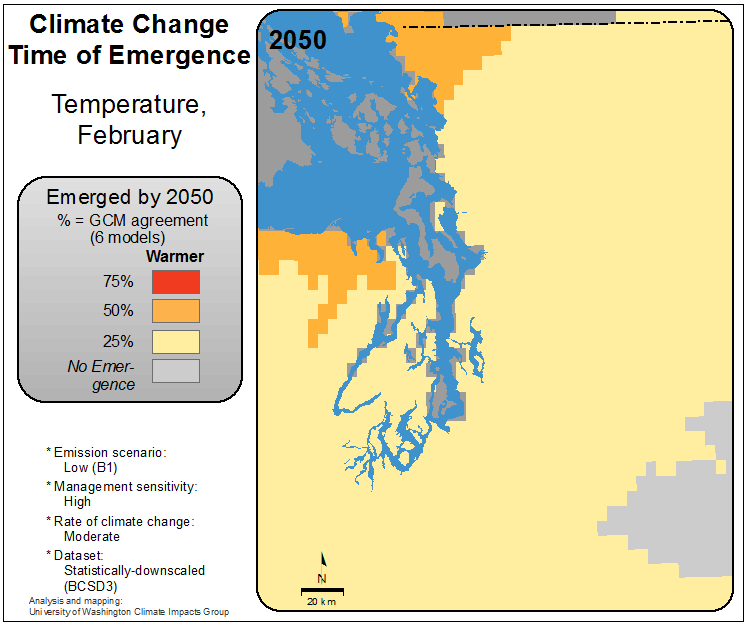 Climate Change
Time of Emergence
Temperature,
February
Emerged by 2050
% = GCM agreement
(6 models)
Warmer
75%
50%
25%
No Emer-
gence
* Emission scenario:
Low (B1)
* Management sensitivity:
High
* Rate of climate change:
Moderate
* Dataset:
Statistically-downscaled
(BCSD3)
Analysis and mapping:
University of Washington Climate Impacts Group
2050
N
20 km